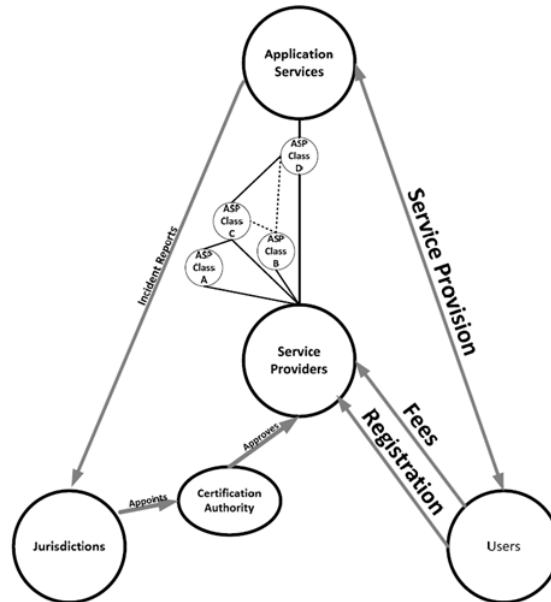 Application
Services
ASP
Class
D
ASP
Class
C
ASP
Class
B
ASP
Class
A
Incident Reports
Service Provision
Service
Providers
Fees
Registration
Approves
Appoints
Certification
Authority
Jurisdictions
Users